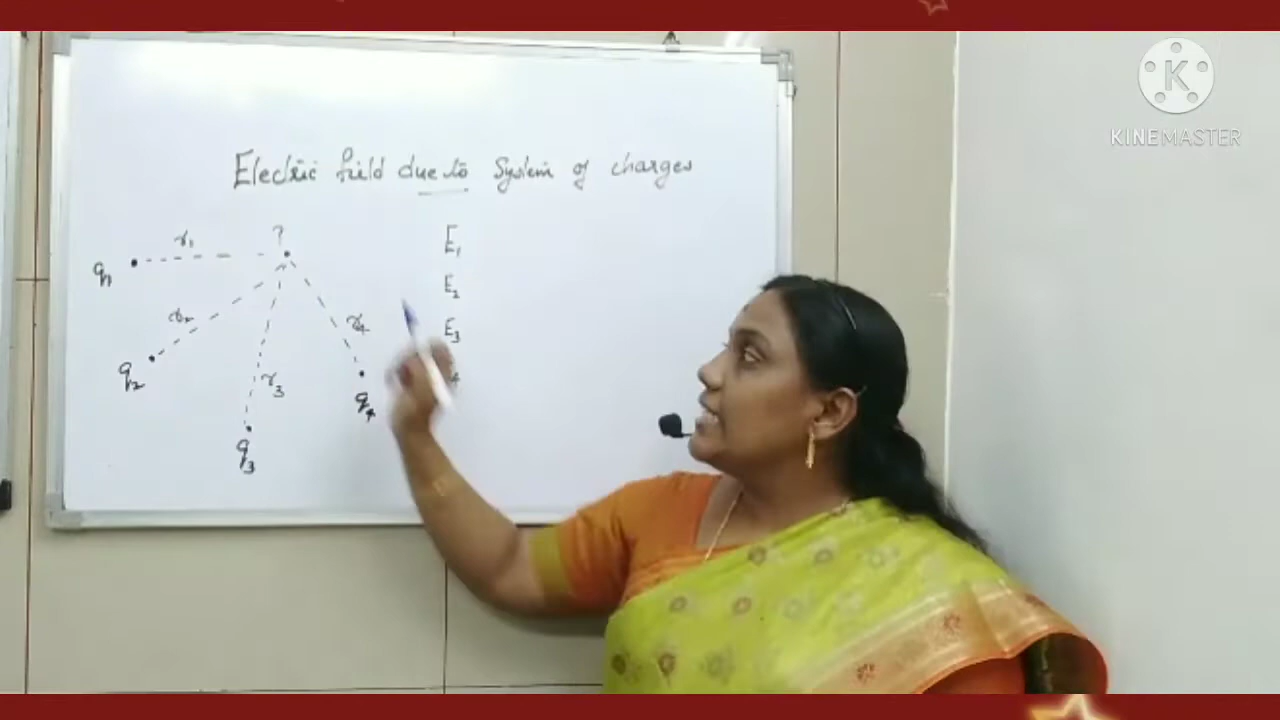 KINEMASTER
Electric field due to System of charges
?
r₁
q₁
E₁
r₂
E₂
r₄
E₃
q₂
r₃
4
q₄
q₃